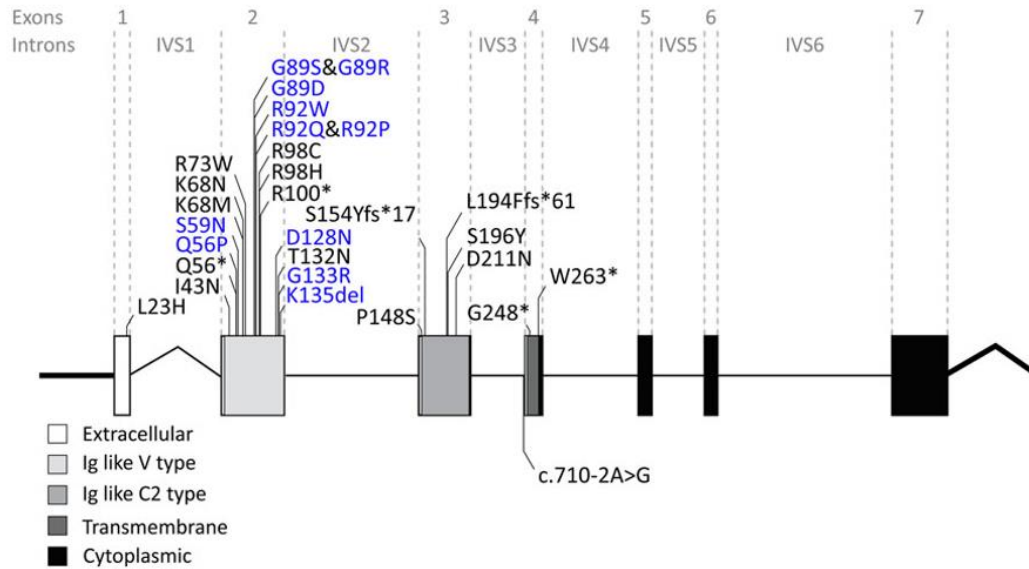 Exons 1 2 3 4 5 6 7
Introns IVS1 IVS2 IVS3 IVS4 IVS5 IVS6
G89S&G89R
G89D
R92W
R92Q&R92P
R98C
R98H
R100*
R73W
K68N
K68M
S59N
Q56P
Q56*
I43N
L23H
D128N
T132N
G133R
K135del
S154Yfs*17
P148S
L194Ffs*61
S196Y
D211N
G248*
W263*
c.710-2A>G
Extracellular
Ig like V type
Ig like C2 type
Transmembrane
Cytoplasmic